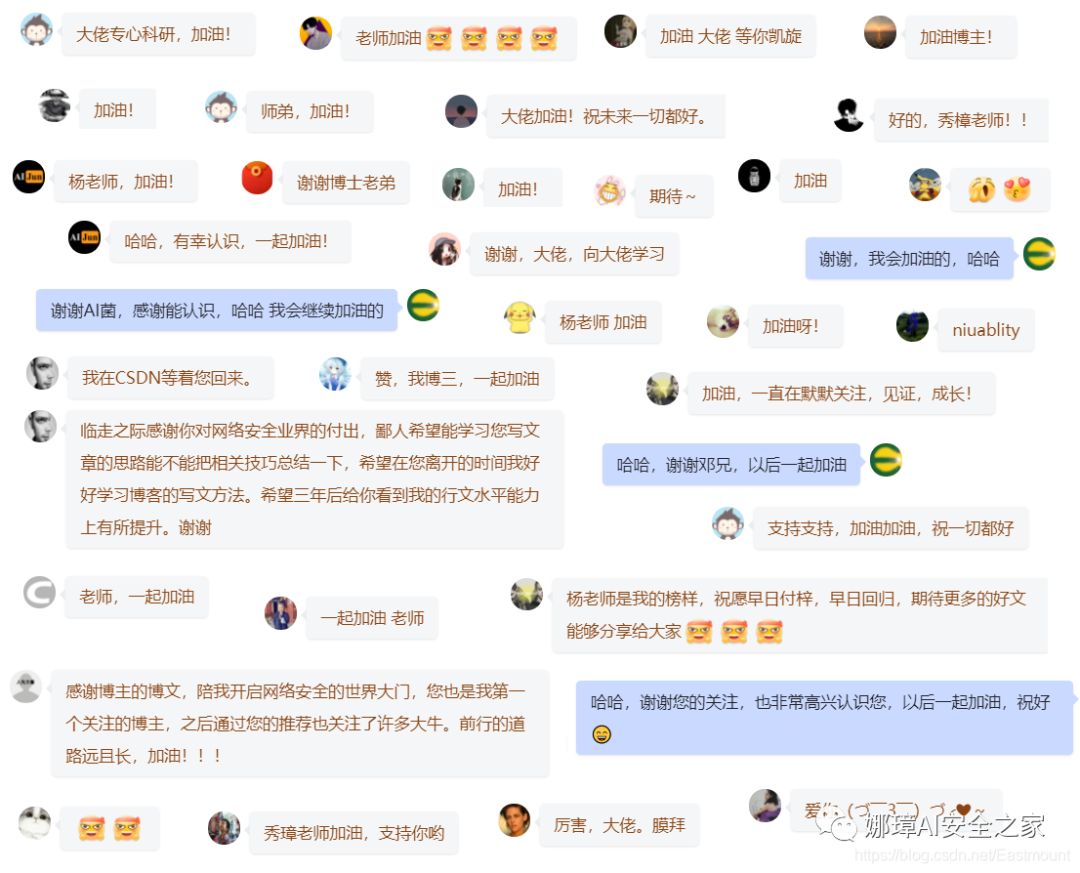 大佬专心科研，加油！
老师加油
加油 大佬 等你凯旋
加油博主！
加油！
师弟，加油！
大佬加油！祝未来一切都好。
好的，秀樟老师！！
AI Jun
杨老师，加油！
谢谢博士老弟
加油！
期待～
加油
AI Jun
哈哈，有幸认识，一起加油！
谢谢，大佬，向大佬学习
谢谢，我会加油的，哈哈
谢谢AI菌，感谢能认识，哈哈 我会继续加油的
杨老师 加油
加油呀！
niuablity
我在CSDN等着您回来。
赞，我博三，一起加油
加油，一直在默默关注，见证，成长！
临走之际感谢你对网络安全业界的付出，鄙人希望能学习您写文
章的思路能不能把相关技巧总结一下，希望在您离开的时间我好
好学习博客的写文方法。希望三年后给你看到我的行文水平能力
上有所提升。谢谢
哈哈，谢谢邓兄，以后一起加油
支持支持，加油加油，祝一切都好
老师，一起加油
一起加油 老师
杨老师是我的榜样，祝愿早日付梓，早日回归，期待更多的好文
能够分享给大家
感谢博主的博文，陪我开启网络安全的世界大门，您也是我第一
个关注的博主，之后通过您的推荐也关注了许多大牛。前行的道
路远且长，加油！！！
哈哈，谢谢您的关注，也非常高兴认识您，以后一起加油，祝好
秀璋老师加油，支持你哟
厉害，大佬。膜拜
娜璋AI安全之家
https://blog.csdn.net/Eastmount